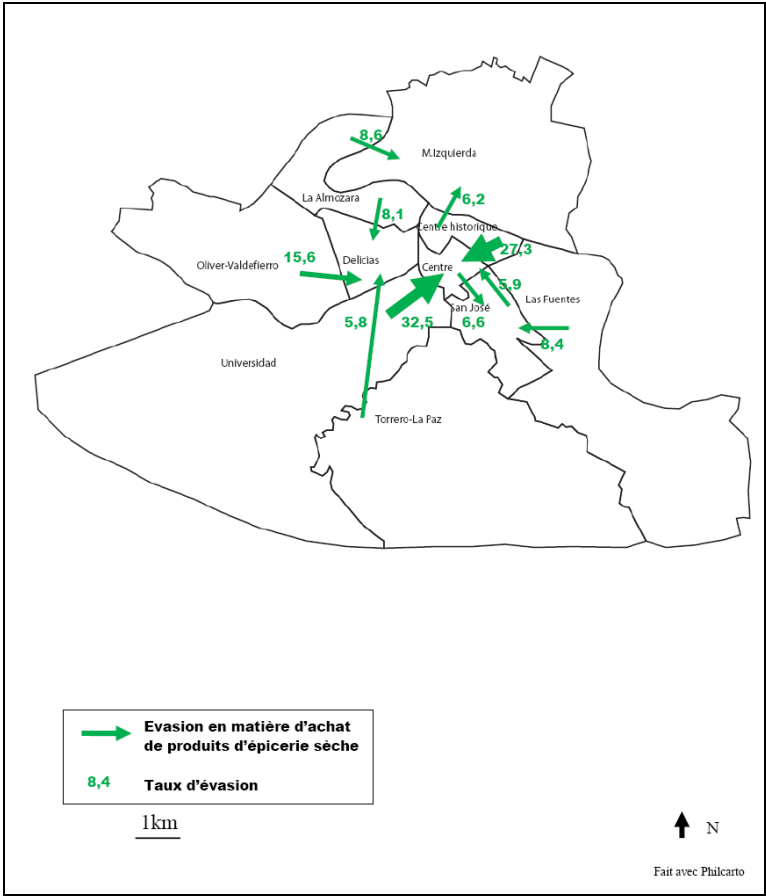 8,6
M.Izquierda
La Almozara
6,2
8,1
Centre historique
27,3
15,6
Delicias
Oliver-Valdefierro
Centre
5,9
Las Fuentes
San José
5,8
32,5
6,6
8,4
Universidad
Torrero-La Paz
Evasion en matière d'achat
de produits d'épicerie sèche
8,4
Taux d'évasion
1km
N
Fait avec Philcarto